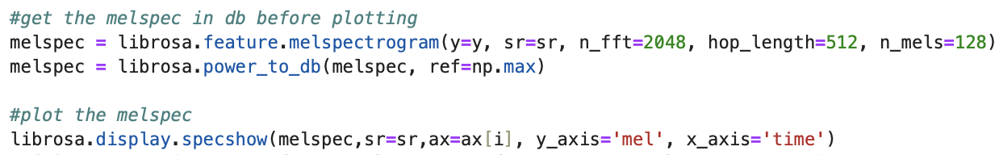 #get the melspec in db before plotting
melspec = librosa.feature.melspectrogram(y=y, sr=sr, n_fft=2048, hop_length=512, n_mels=128)
melspec = librosa.power_to_db(melspec, ref=np.max)
#plot the melspec
librosa.display.specshow(melspec,sr=sr,ax=ax[i], y_axis='mel', x_axis='time')